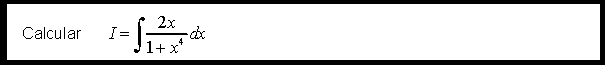 Calcular I = ∫ 2x / (1 + x⁴) dx